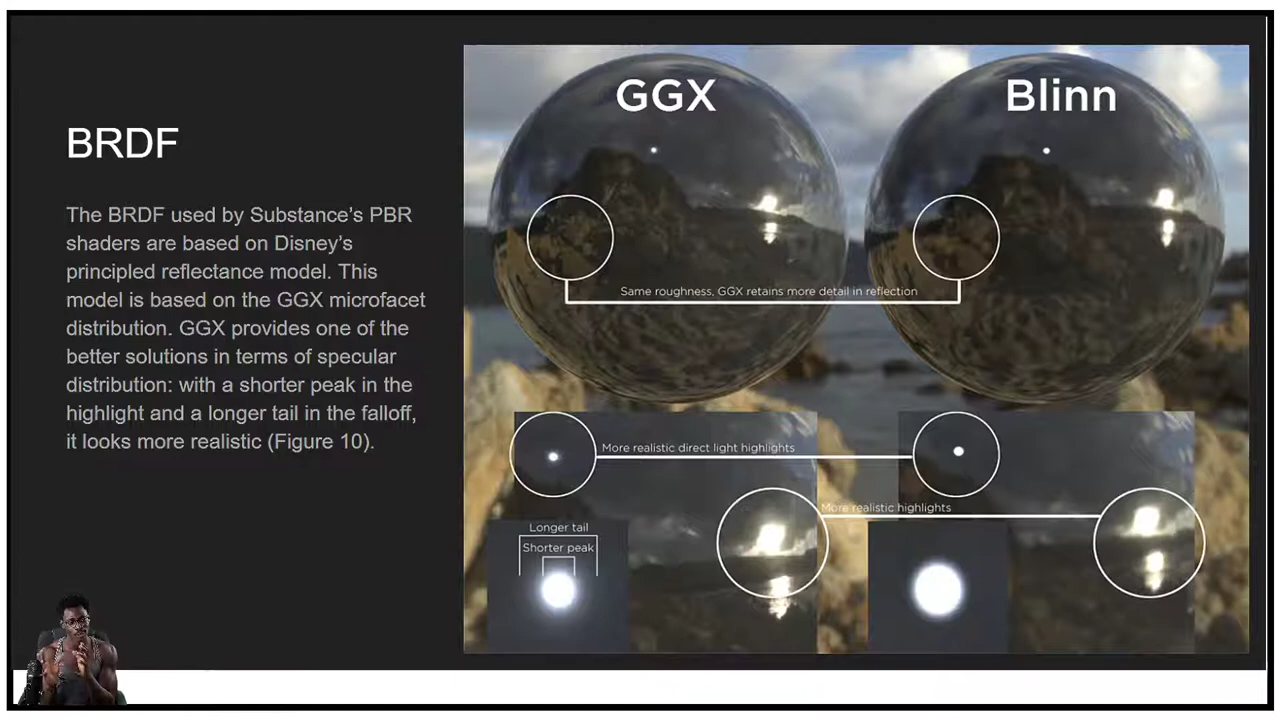 BRDF
The BRDF used by Substance’s PBR
shaders are based on Disney’s
principled reflectance model. This
model is based on the GGX microfacet
distribution. GGX provides one of the
better solutions in terms of specular
distribution: with a shorter peak in the
highlight and a longer tail in the falloff,
it looks more realistic (Figure 10).
GGX
Blinn
Same roughness, GGX retains more detail in reflection
More realistic direct light highlights
More realistic highlights
Longer tail
Shorter peak